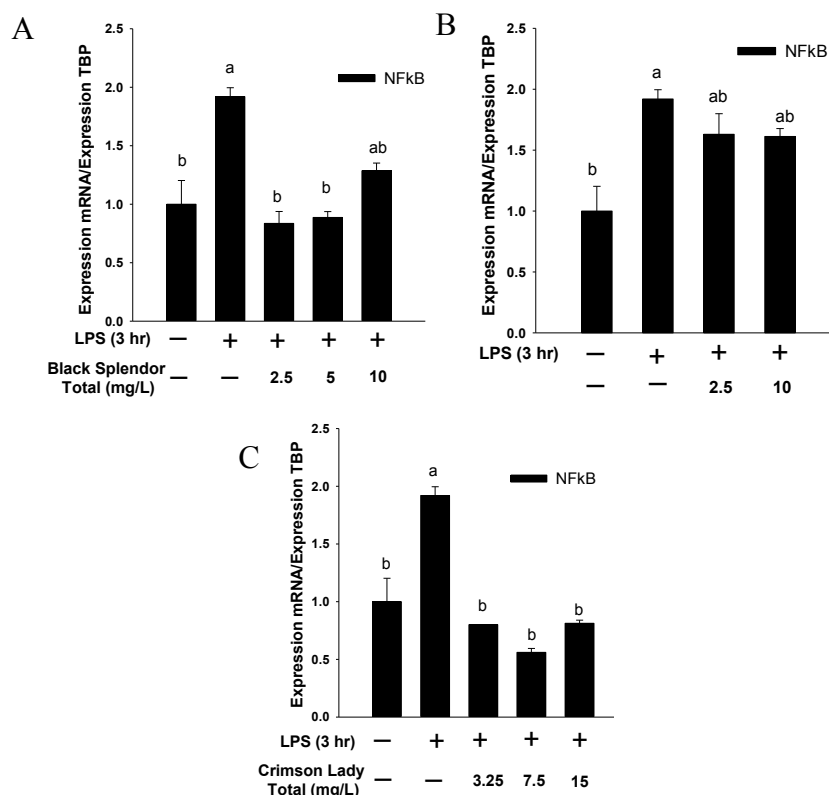 A
Expression mRNA/Expression TBP
2.5
2.0
1.5
1.0
0.5
0.0
NFkB
b
a
b
b
ab
LPS (3 hr) — + + + +
Black Splendor
Total (mg/L) — — 2.5 5 10
B
Expression mRNA/Expression TBP
2.5
2.0
1.5
1.0
0.5
0.0
NFkB
b
a
ab
ab
LPS (3 hr) — + + +
— — 2.5 10
C
Expression mRNA/Expression TBP
2.5
2.0
1.5
1.0
0.5
0.0
NFkB
b
a
b
b
b
LPS (3 hr) — + + + +
Crimson Lady
Total (mg/L) — — 3.25 7.5 15